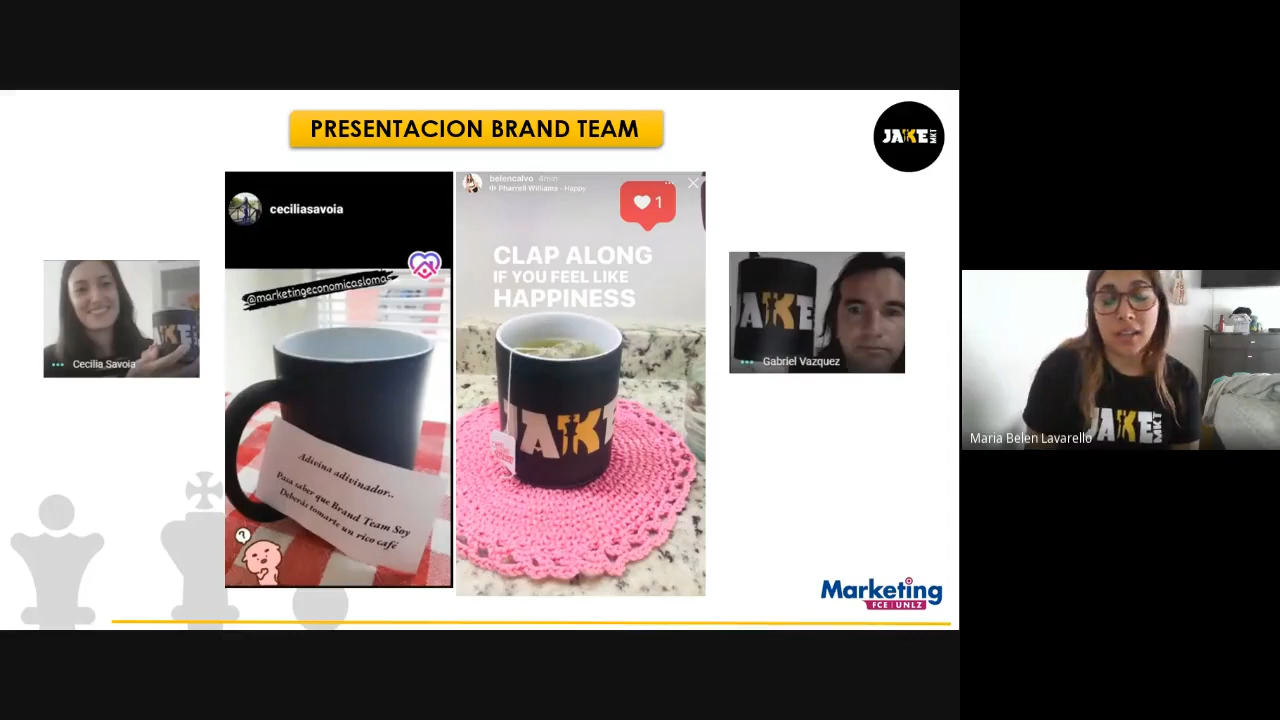 PRESENTACION BRAND TEAM
JAKE
MKT
ceciliasavoia
@marketingeconomicaslomas
Adivina adivinador..
Para saber que Brand Team Soy
Deberás tomarte un rico café
?
belencalvo 4min
Pharrell Williams - Happy
1
CLAP ALONG
IF YOU FEEL LIKE
HAPPINESS
JAKE
JAKE
Cecilia Savoia
JAKE
Gabriel Vazquez
JAKE
MKT
Maria Belen Lavarello
Marketing
FCE | UNLZ